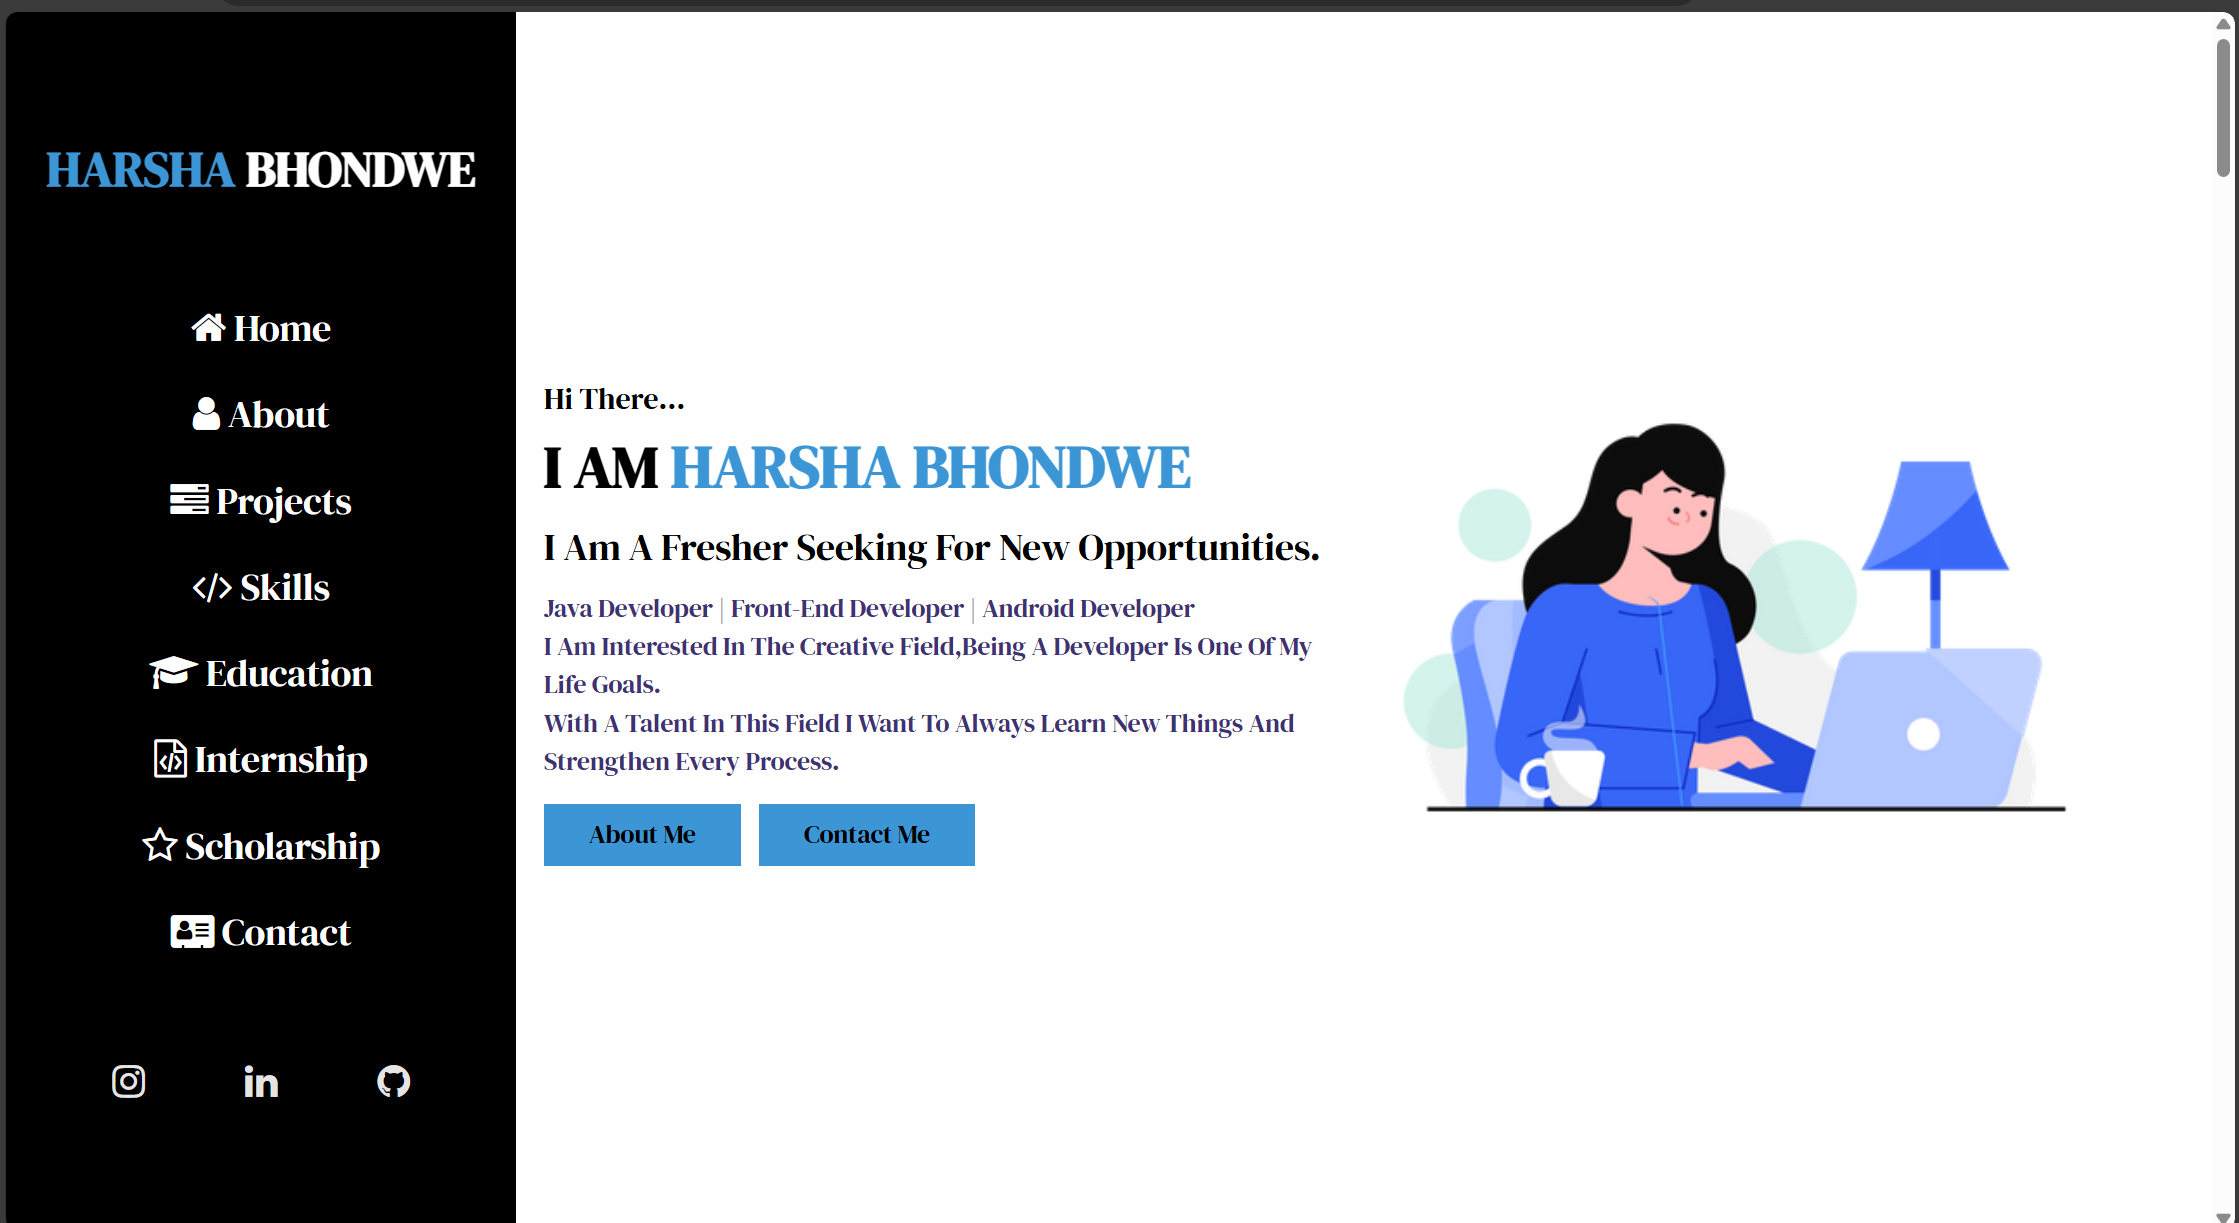 HARSHA BHONDWE
Home
About
Projects
Skills
Education
Internship
Scholarship
Contact
Hi There...
I AM HARSHA BHONDWE
I Am A Fresher Seeking For New Opportunities.
Java Developer | Front-End Developer | Android Developer
I Am Interested In The Creative Field,Being A Developer Is One Of My
Life Goals.
With A Talent In This Field I Want To Always Learn New Things And
Strengthen Every Process.
About Me
Contact Me